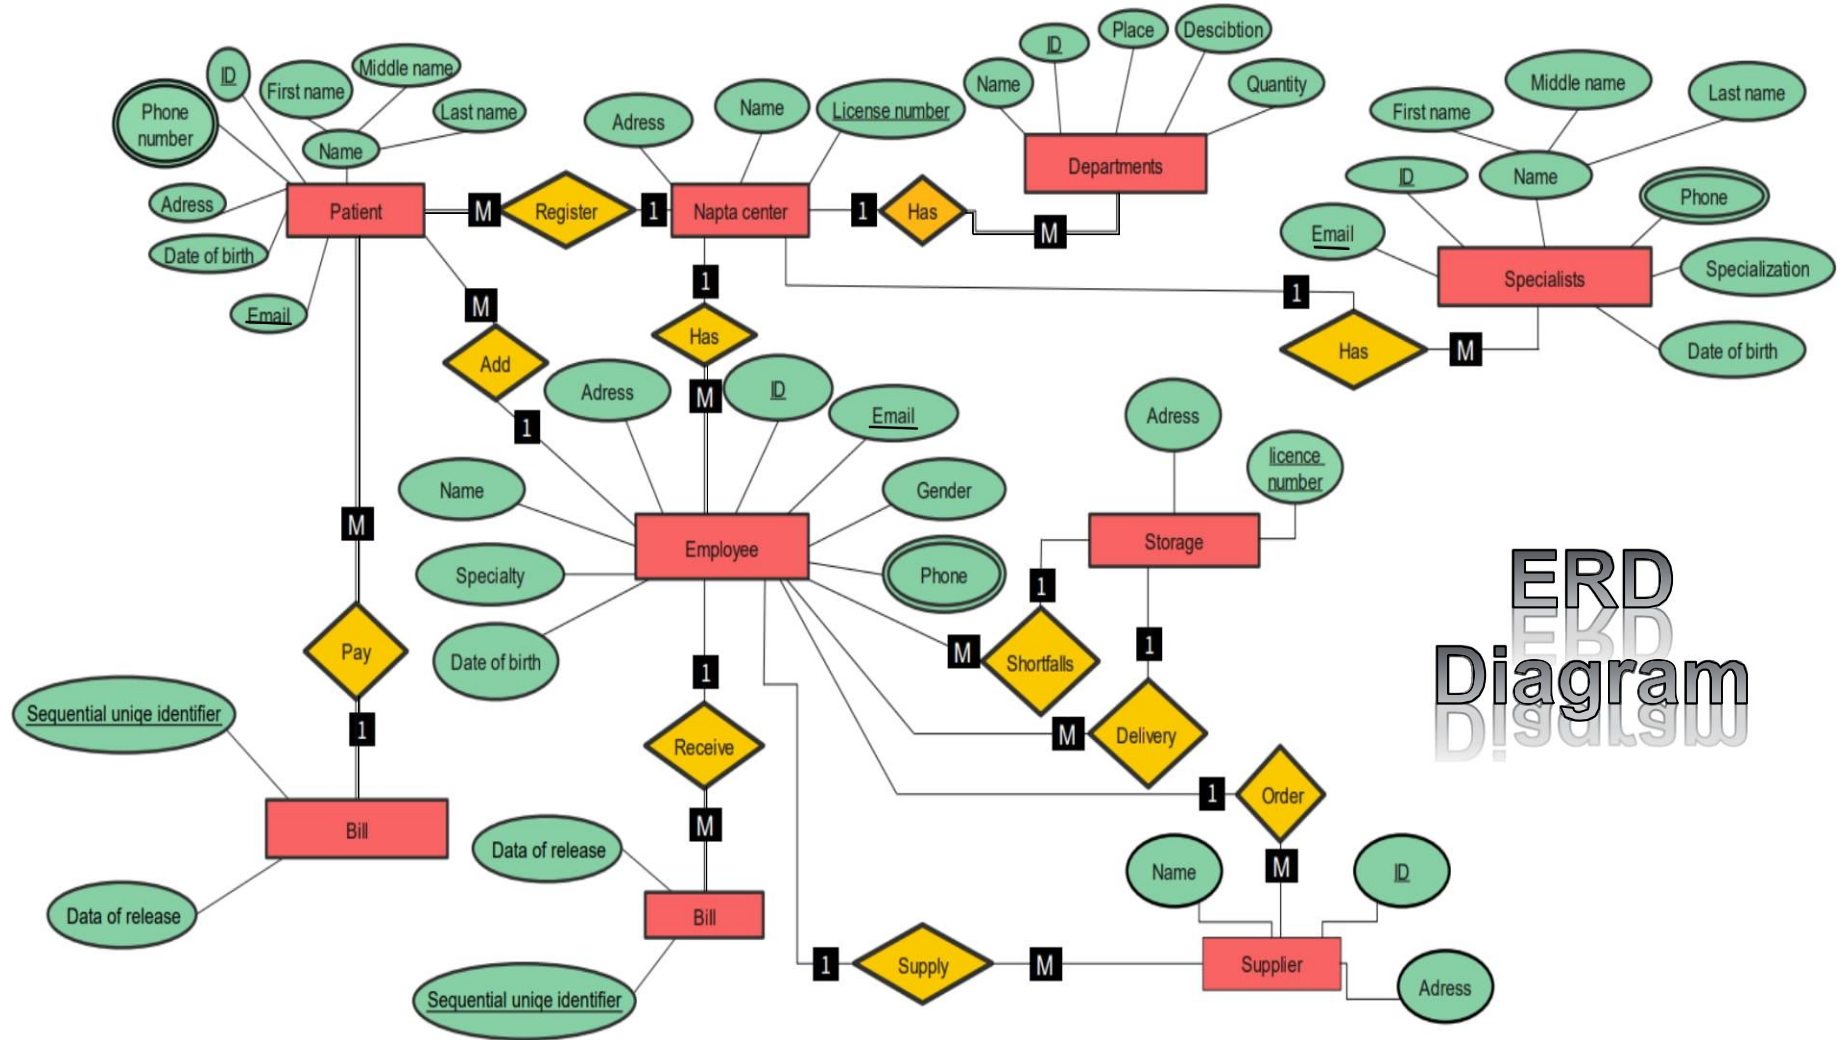 Place
Descibtion
ID
Name
Quantity
Departments
ID
First name
Middle name
Last name
Phone
number
Name
Adress
Date of birth
Email
Patient
M
Register
1
Adress
Name
License number
Napta center
1
Has
M
First name
Middle name
Last name
ID
Name
Phone
Email
Specialization
Specialists
Date of birth
1
Has
M
1
Has
M
M
Add
1
Adress
ID
Email
Name
Gender
Employee
Specialty
Phone
Date of birth
Adress
licence
number
Storage
1
M
Shortfalls
1
M
Delivery
ERD
Diagram
M
Pay
1
Sequential uniqe identifier
Bill
Data of release
1
Receive
M
Data of release
Bill
Sequential uniqe identifier
1
Order
M
Name
ID
1
Supply
M
Supplier
Adress